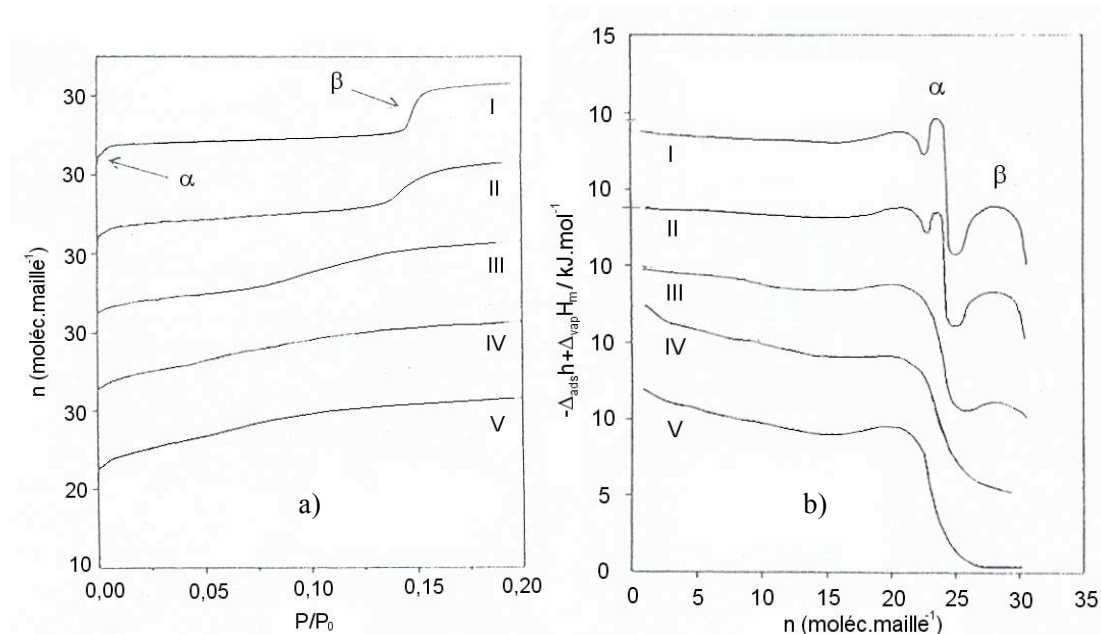 n (moléc.maille⁻¹)
30
30
30
30
30
20
10
β
α
I
II
III
IV
V
a)
0,00
0,05
0,10
0,15
0,20
P/P₀
-Δadsh+ΔvapHm / kJ.mol⁻¹
15
10
10
10
10
10
5
0
α
β
I
II
III
IV
V
b)
0
5
10
15
20
25
30
35
n (moléc.maille⁻¹)